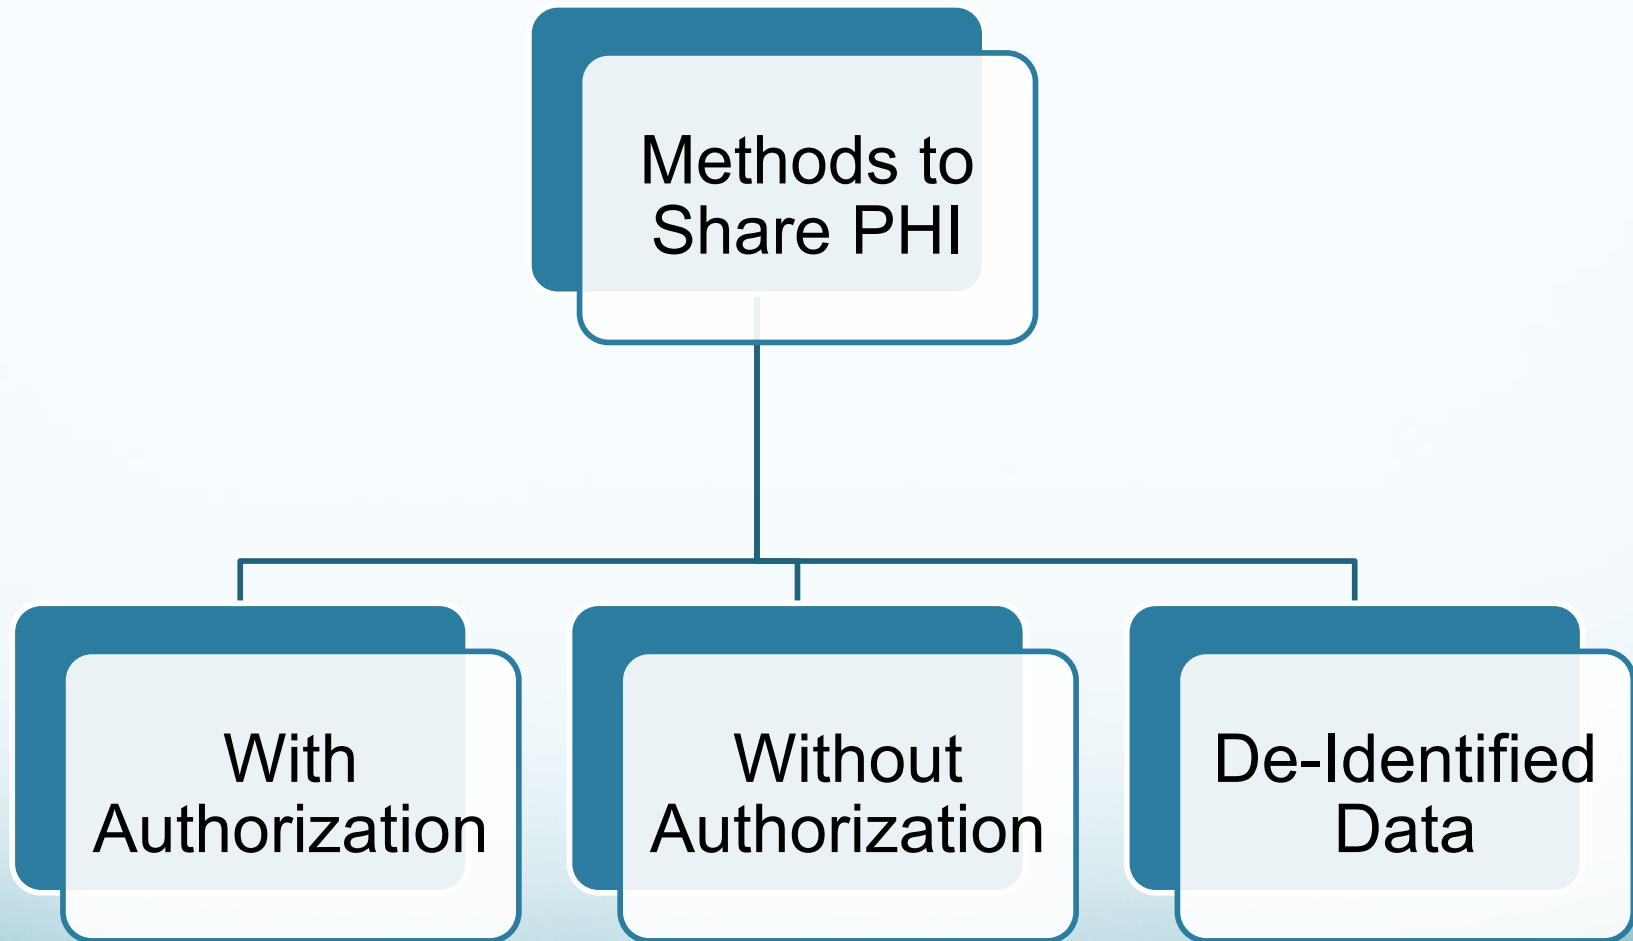 Methods to
Share PHI
With
Authorization
Without
Authorization
De-Identified
Data